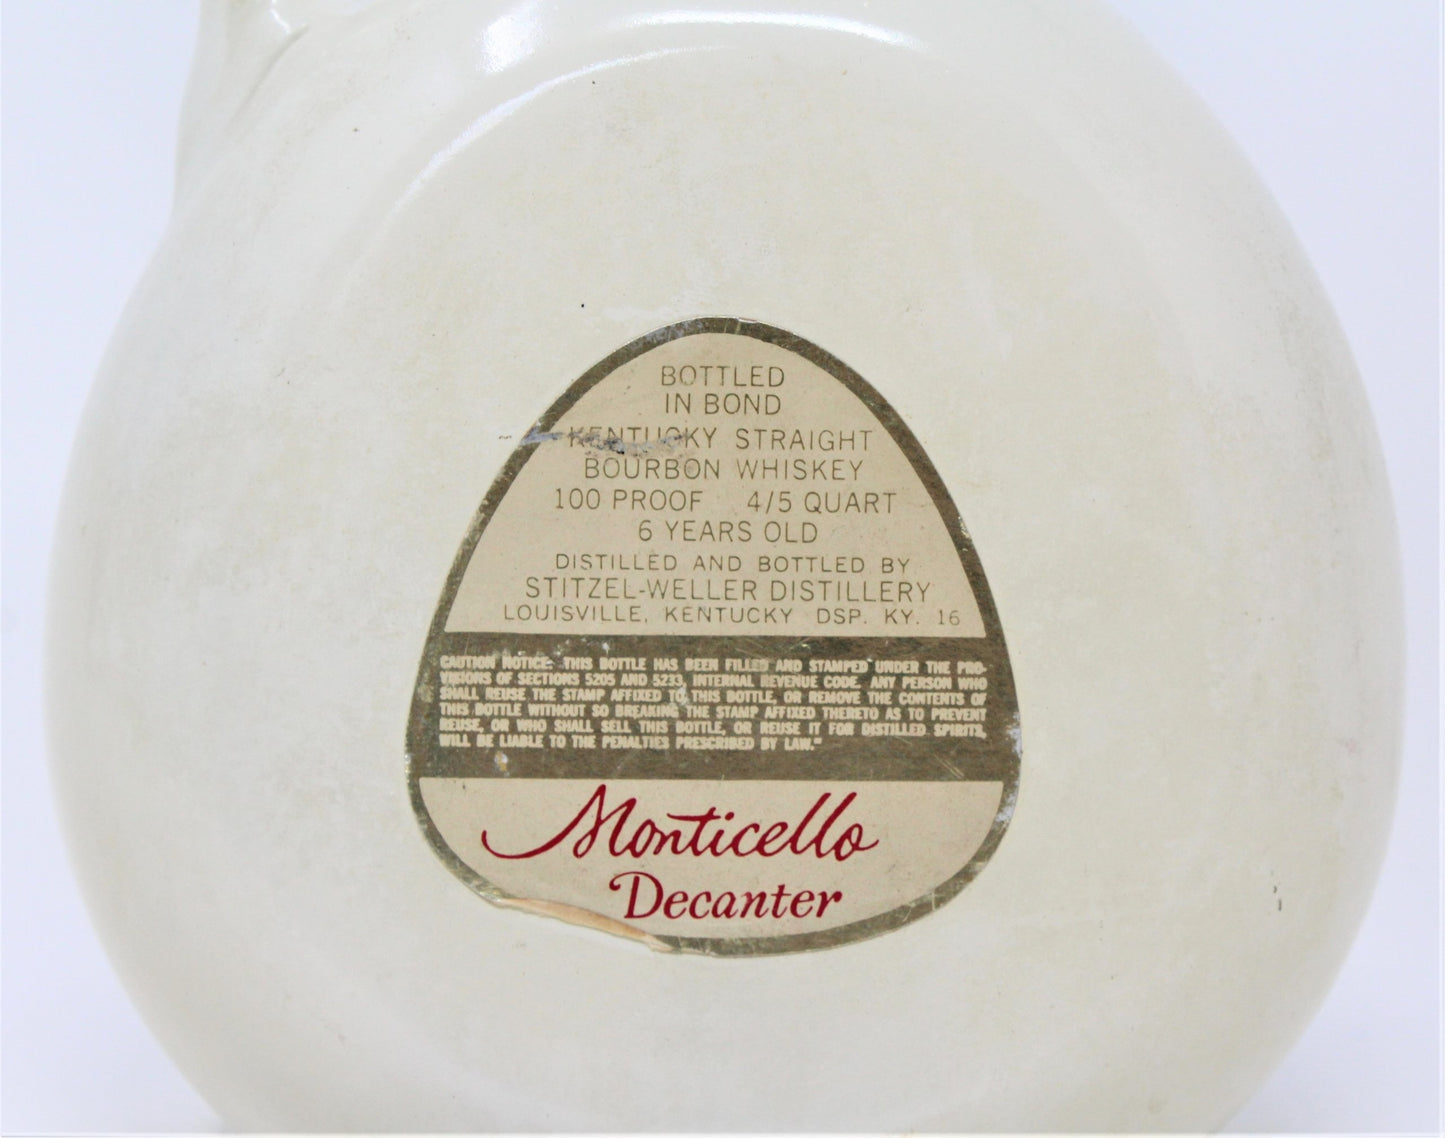 BOTTLED
IN BOND
KENTUCKY STRAIGHT
BOURBON WHISKEY
100 PROOF 4/5 QUART
6 YEARS OLD
DISTILLED AND BOTTLED BY
STITZEL-WELLER DISTILLERY
LOUISVILLE, KENTUCKY DSP. KY. 16
CAUTION NOTICE: THIS BOTTLE HAS BEEN FILLED AND STAMPED UNDER THE PRO-
VISIONS OF SECTIONS 5205 AND 5233, INTERNAL REVENUE CODE. ANY PERSON WHO
SHALL REUSE THE STAMP AFFIXED TO THIS BOTTLE, OR REMOVE THE CONTENTS OF
THIS BOTTLE WITHOUT SO BREAKING THE STAMP AFFIXED THERETO AS TO PREVENT
REUSE, OR WHO SHALL SELL THIS BOTTLE, OR REUSE IT FOR DISTILLED SPIRITS,
WILL BE LIABLE TO THE PENALTIES PRESCRIBED BY LAW."
Monticello
Decanter